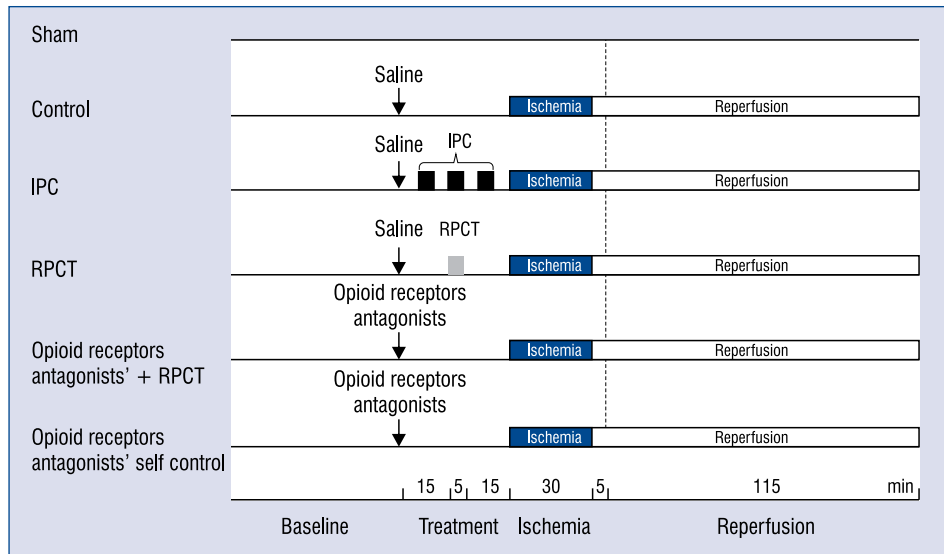 Sham
Saline
Control
Ischemia
Reperfusion
Saline
IPC
IPC
Ischemia
Reperfusion
Saline
RPCT
RPCT
Ischemia
Reperfusion
Opioid receptors
antagonists
Opioid receptors
antagonists’ + RPCT
Ischemia
Reperfusion
Opioid receptors
antagonists
Opioid receptors
antagonists’ self control
Ischemia
Reperfusion
15 5 15 30 5 115 min
Baseline Treatment Ischemia Reperfusion